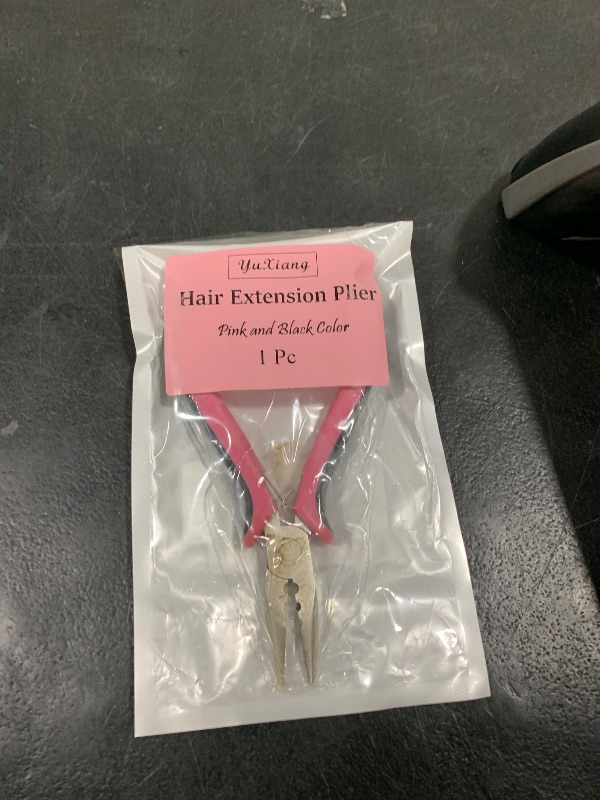 YuXiang
Hair Extension Plier
Pink and Black Color
1 Pc